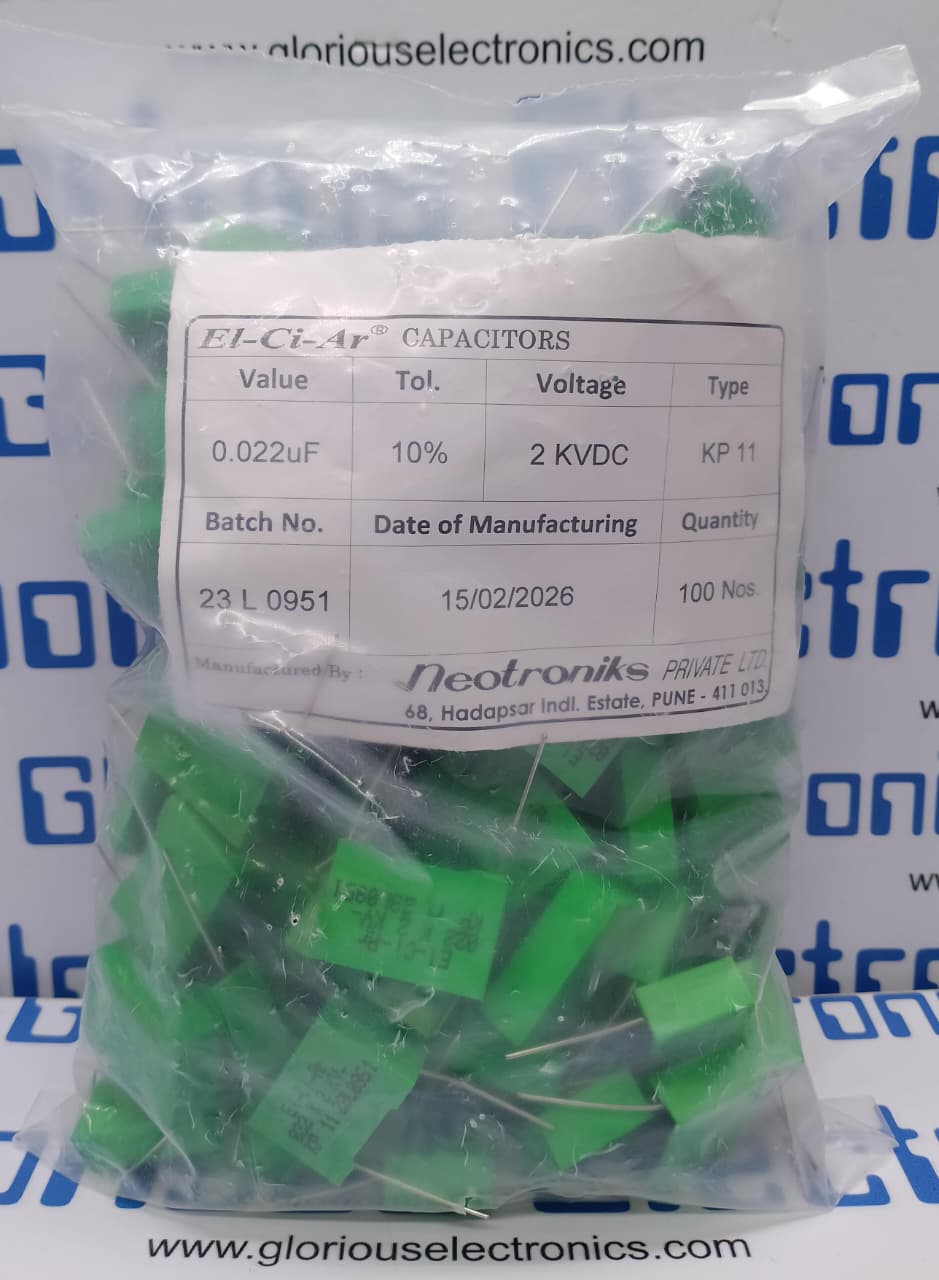 www.gloriouselectronics.com
El-Ci-Ar® CAPACITORS
Value Tol. Voltage Type
0.022uF 10% 2 KVDC KP 11
Batch No. Date of Manufacturing Quantity
23 L 0951 15/02/2026 100 Nos.
Manufactured By :
Neotroniks PRIVATE LTD.
68, Hadapsar Indl. Estate, PUNE - 411 013.
www.gloriouselectronics.com